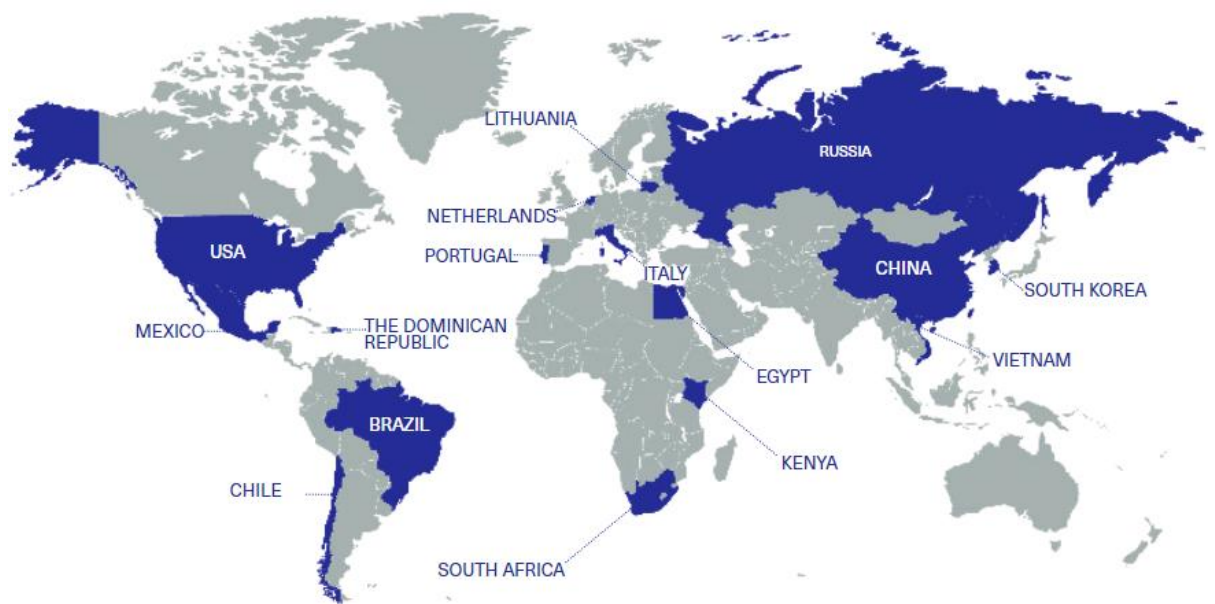 LITHUANIA
RUSSIA
NETHERLANDS
USA
PORTUGAL
ITALY
CHINA
SOUTH KOREA
MEXICO
THE DOMINICAN
REPUBLIC
VIETNAM
EGYPT
BRAZIL
KENYA
CHILE
SOUTH AFRICA